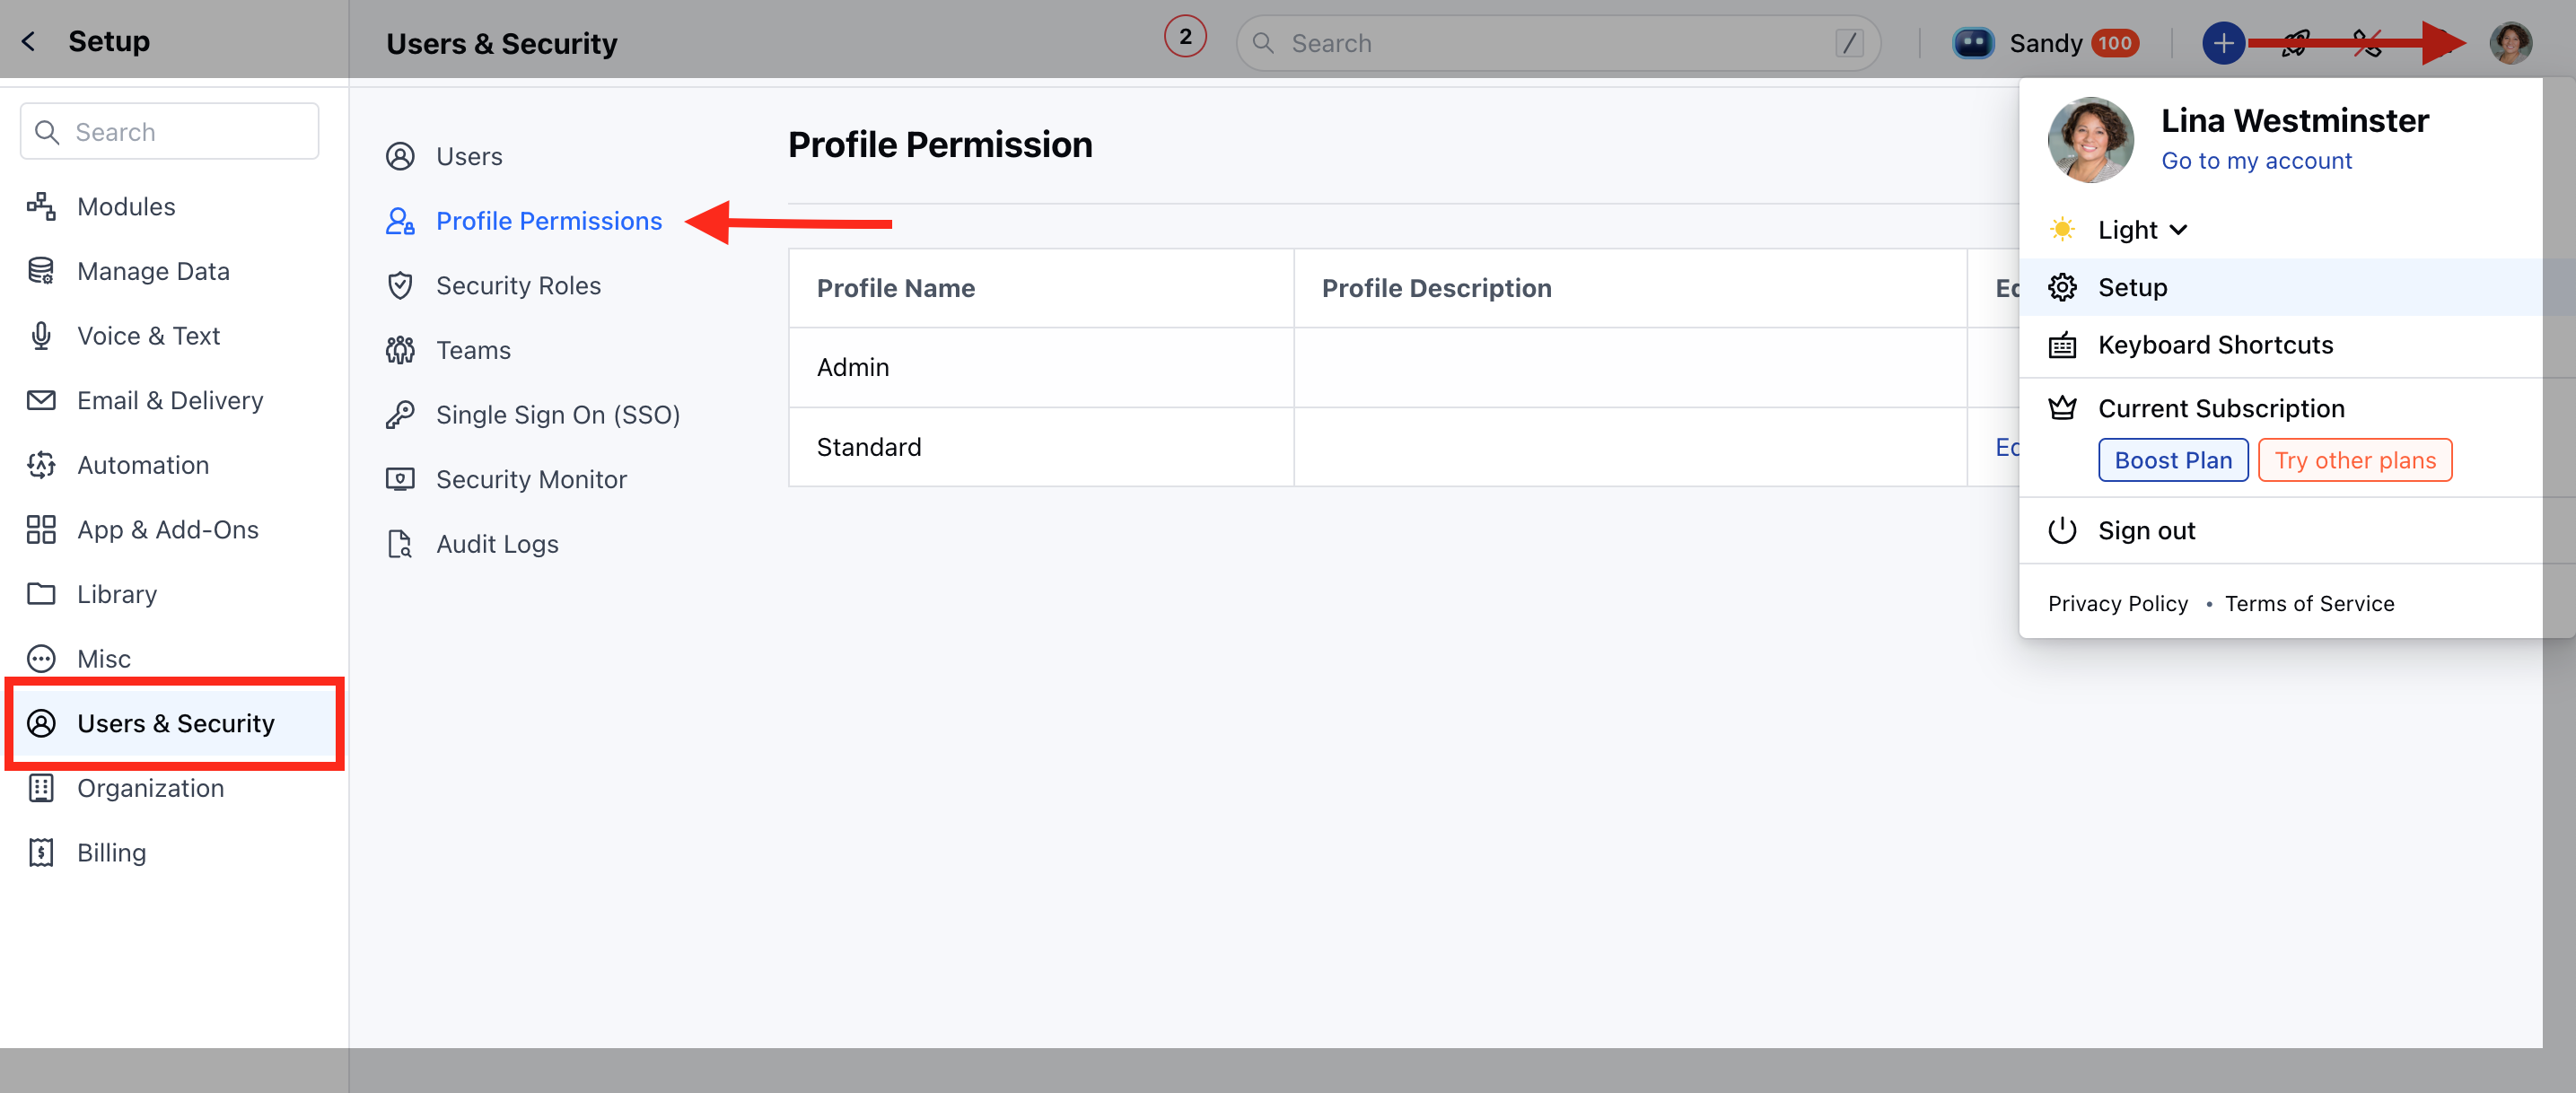 Setup
Users & Security
2
Search
/
Sandy 100
Search
Modules
Manage Data
Voice & Text
Email & Delivery
Automation
App & Add-Ons
Library
Misc
Users & Security
Organization
Billing
Users
Profile Permissions
Security Roles
Teams
Single Sign On (SSO)
Security Monitor
Audit Logs
Profile Permission
Profile Name
Profile Description
Admin
Standard
Lina Westminster
Go to my account
Light
Setup
Keyboard Shortcuts
Current Subscription
Boost Plan
Try other plans
Sign out
Privacy Policy • Terms of Service